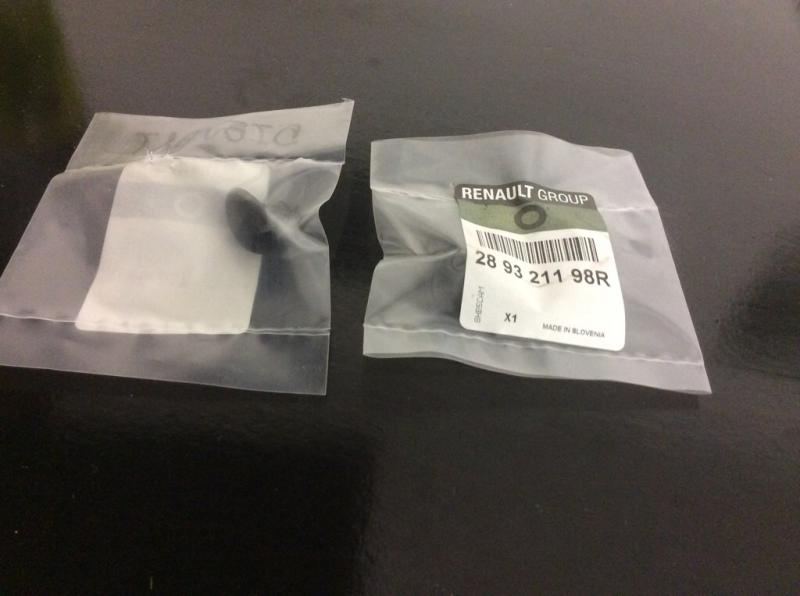 RENAULT GROUP
28 93 211 98R
X1
MADE IN SLOVENIA